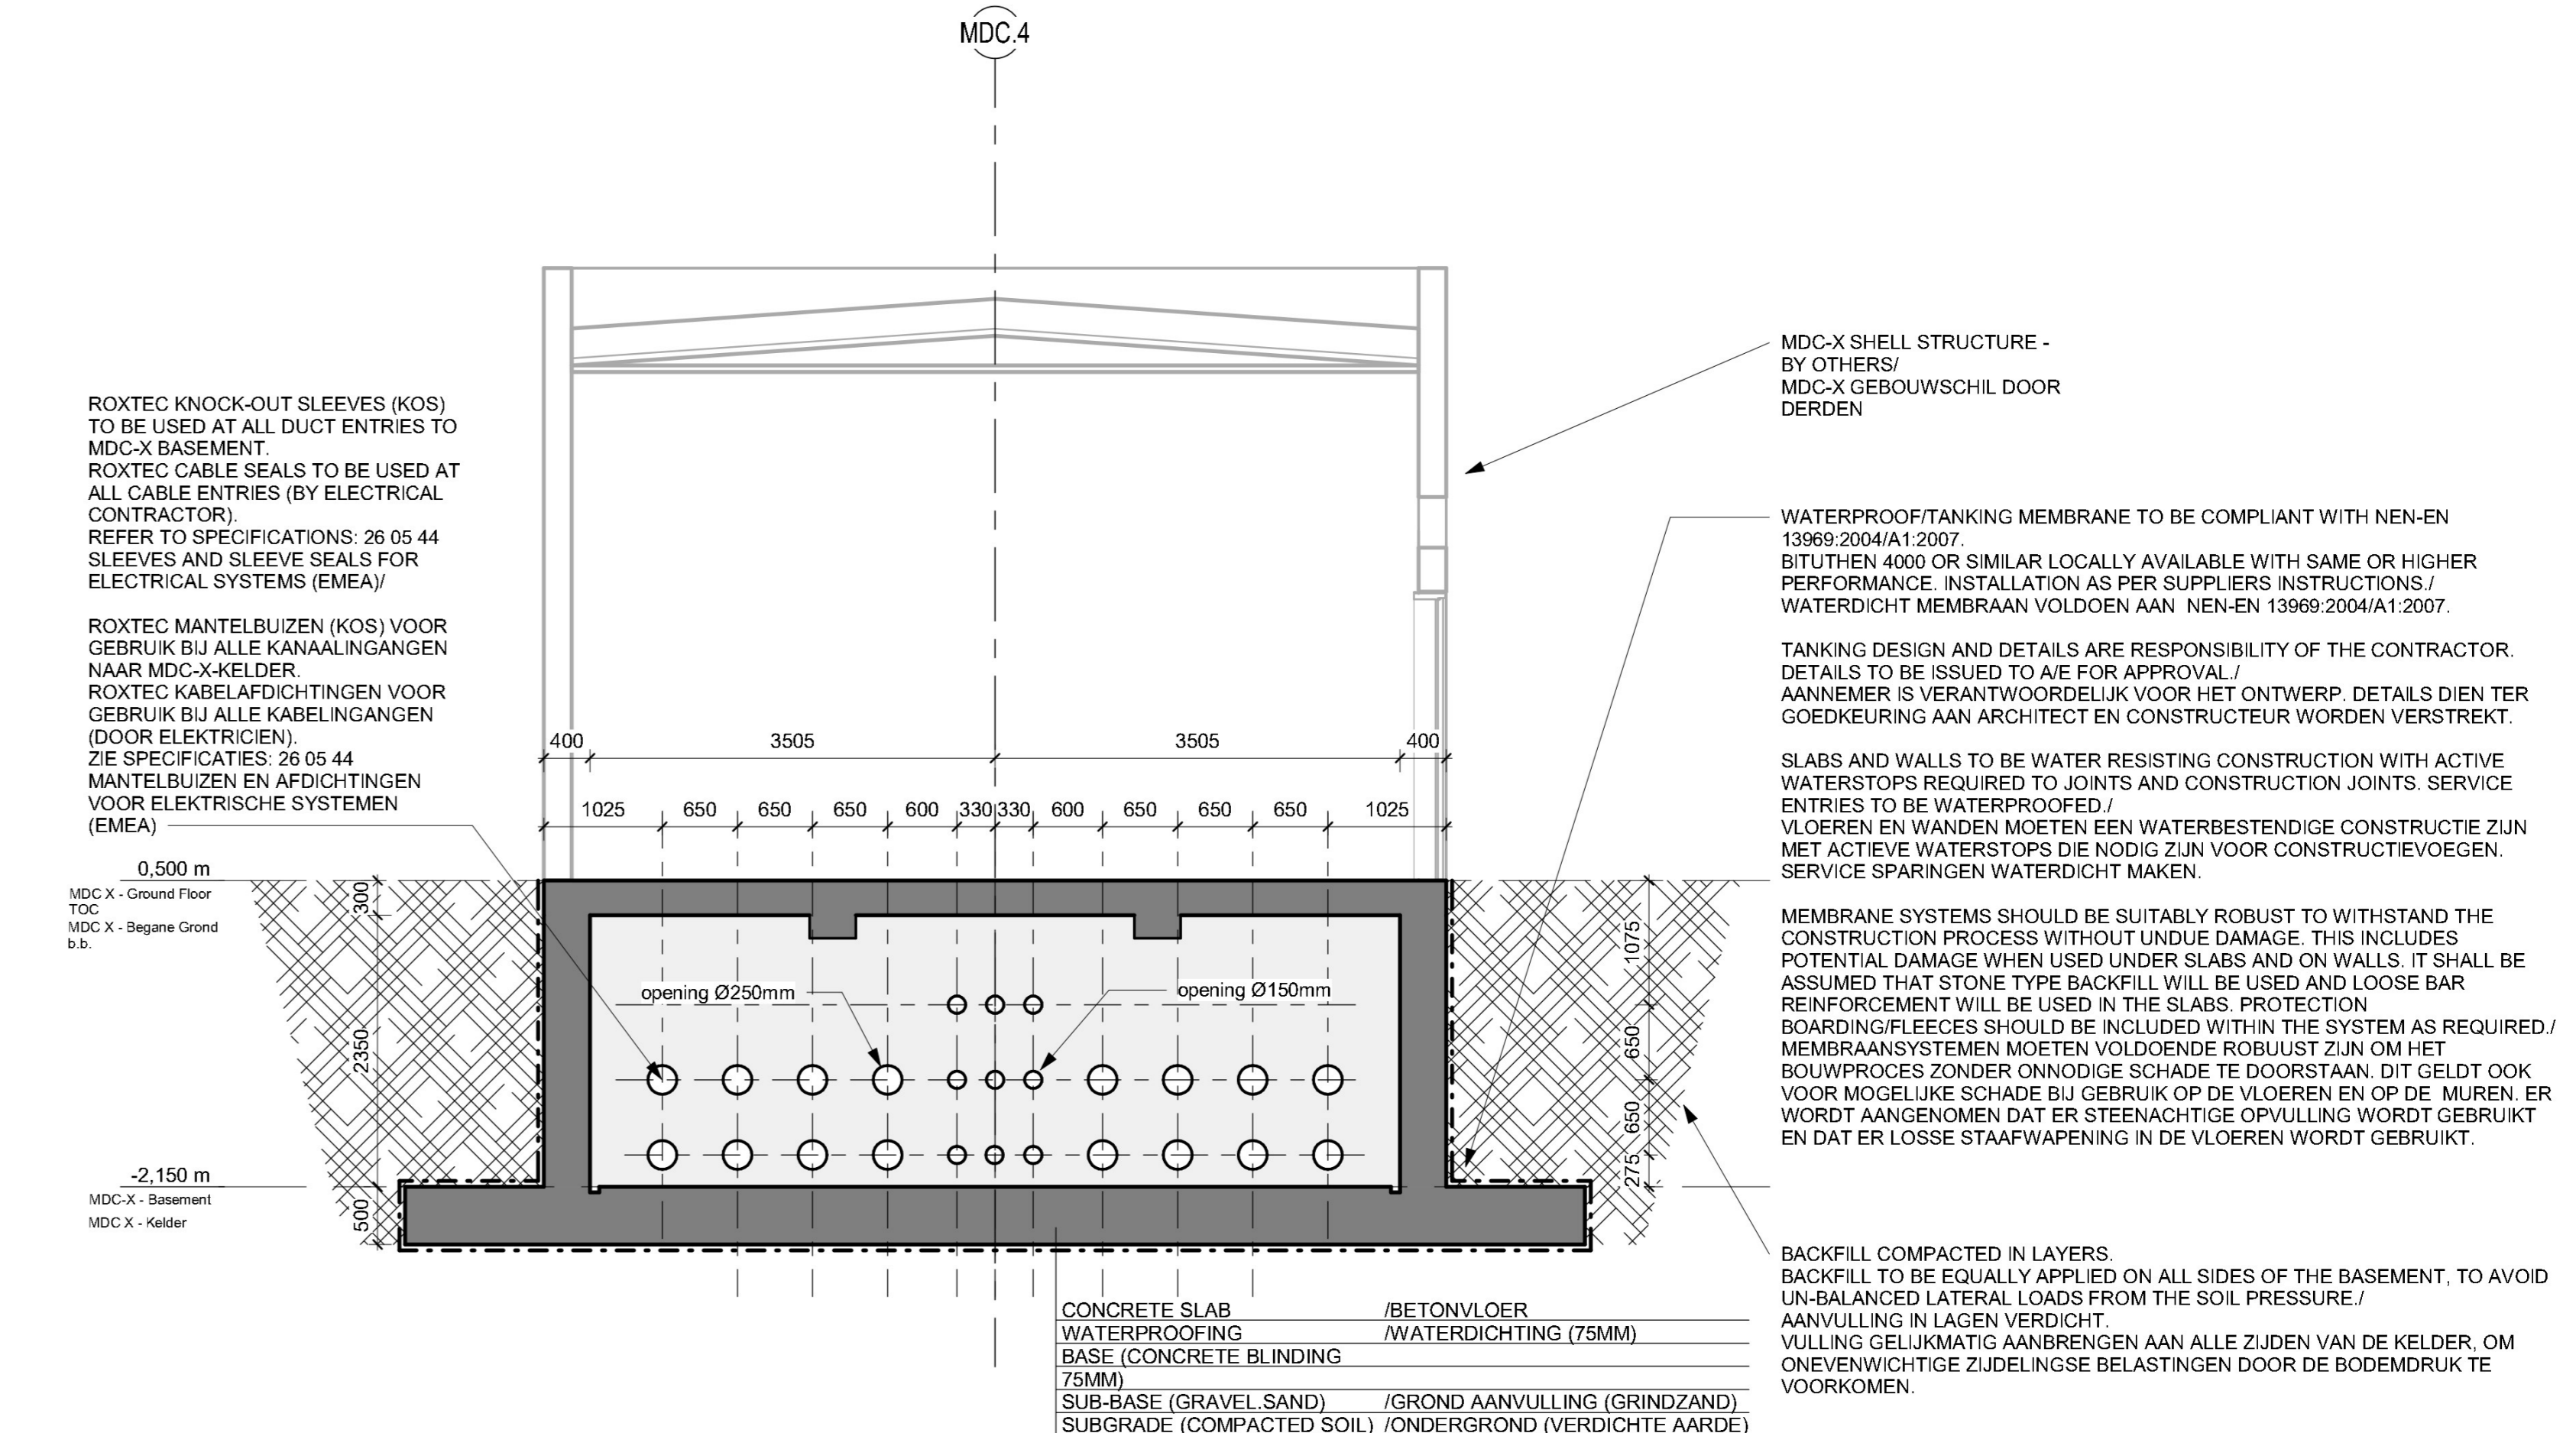 MDC.4
ROXTEC KNOCK-OUT SLEEVES (KOS)
TO BE USED AT ALL DUCT ENTRIES TO
MDC-X BASEMENT.
ROXTEC CABLE SEALS TO BE USED AT
ALL CABLE ENTRIES (BY ELECTRICAL
CONTRACTOR).
REFER TO SPECIFICATIONS: 26 05 44
SLEEVES AND SLEEVE SEALS FOR
ELECTRICAL SYSTEMS (EMEA)/
ROXTEC MANTELBUIZEN (KOS) VOOR
GEBRUIK BIJ ALLE KANAALINGANGEN
NAAR MDC-X-KELDER.
ROXTEC KABELAFDICHTINGEN VOOR
GEBRUIK BIJ ALLE KABELINGANGEN
(DOOR ELEKTRICIEN).
ZIE SPECIFICATIES: 26 05 44
MANTELBUIZEN EN AFDICHTINGEN
VOOR ELEKTRISCHE SYSTEMEN
(EMEA)
0,500 m
MDC X - Ground Floor
TOC
MDC X - Begane Grond
b.b.
-2,150 m
MDC-X - Basement
MDC X - Kelder
300
2350
500
400 3505 3505 400
1025 650 650 650 600 330 330 600 650 650 650 1025
opening Ø250mm
opening Ø150mm
1075
650
650
275
CONCRETE SLAB /BETONVLOER
WATERPROOFING /WATERDICHTING (75MM)
BASE (CONCRETE BLINDING
75MM)
SUB-BASE (GRAVEL.SAND) /GROND AANVULLING (GRINDZAND)
SUBGRADE (COMPACTED SOIL) /ONDERGROND (VERDICHTE AARDE)
MDC-X SHELL STRUCTURE -
BY OTHERS/
MDC-X GEBOUWSCHIL DOOR
DERDEN
WATERPROOF/TANKING MEMBRANE TO BE COMPLIANT WITH NEN-EN
13969:2004/A1:2007.
BITUTHEN 4000 OR SIMILAR LOCALLY AVAILABLE WITH SAME OR HIGHER
PERFORMANCE. INSTALLATION AS PER SUPPLIERS INSTRUCTIONS./
WATERDICHT MEMBRAAN VOLDOEN AAN NEN-EN 13969:2004/A1:2007.
TANKING DESIGN AND DETAILS ARE RESPONSIBILITY OF THE CONTRACTOR.
DETAILS TO BE ISSUED TO A/E FOR APPROVAL./
AANNEMER IS VERANTWOORDELIJK VOOR HET ONTWERP. DETAILS DIEN TER
GOEDKEURING AAN ARCHITECT EN CONSTRUCTEUR WORDEN VERSTREKT.
SLABS AND WALLS TO BE WATER RESISTING CONSTRUCTION WITH ACTIVE
WATERSTOPS REQUIRED TO JOINTS AND CONSTRUCTION JOINTS. SERVICE
ENTRIES TO BE WATERPROOFED./
VLOEREN EN WANDEN MOETEN EEN WATERBESTENDIGE CONSTRUCTIE ZIJN
MET ACTIEVE WATERSTOPS DIE NODIG ZIJN VOOR CONSTRUCTIEVOEGEN.
SERVICE SPARINGEN WATERDICHT MAKEN.
MEMBRANE SYSTEMS SHOULD BE SUITABLY ROBUST TO WITHSTAND THE
CONSTRUCTION PROCESS WITHOUT UNDUE DAMAGE. THIS INCLUDES
POTENTIAL DAMAGE WHEN USED UNDER SLABS AND ON WALLS. IT SHALL BE
ASSUMED THAT STONE TYPE BACKFILL WILL BE USED AND LOOSE BAR
REINFORCEMENT WILL BE USED IN THE SLABS. PROTECTION
BOARDING/FLEECES SHOULD BE INCLUDED WITHIN THE SYSTEM AS REQUIRED./
MEMBRAANSYSTEMEN MOETEN VOLDOENDE ROBUUST ZIJN OM HET
BOUWPROCES ZONDER ONNODIGE SCHADE TE DOORSTAAN. DIT GELDT OOK
VOOR MOGELIJKE SCHADE BIJ GEBRUIK OP DE VLOEREN EN OP DE MUREN. ER
WORDT AANGENOMEN DAT ER STEENACHTIGE OPVULLING WORDT GEBRUIKT
EN DAT ER LOSSE STAAFWAPENING IN DE VLOEREN WORDT GEBRUIKT.
BACKFILL COMPACTED IN LAYERS.
BACKFILL TO BE EQUALLY APPLIED ON ALL SIDES OF THE BASEMENT, TO AVOID
UN-BALANCED LATERAL LOADS FROM THE SOIL PRESSURE./
AANVULLING IN LAGEN VERDICHT.
VULLING GELIJKMATIG AANBRENGEN AAN ALLE ZIJDEN VAN DE KELDER, OM
ONEVENWICHTIGE ZIJDELINGSE BELASTINGEN DOOR DE BODEMDRUK TE
VOORKOMEN.